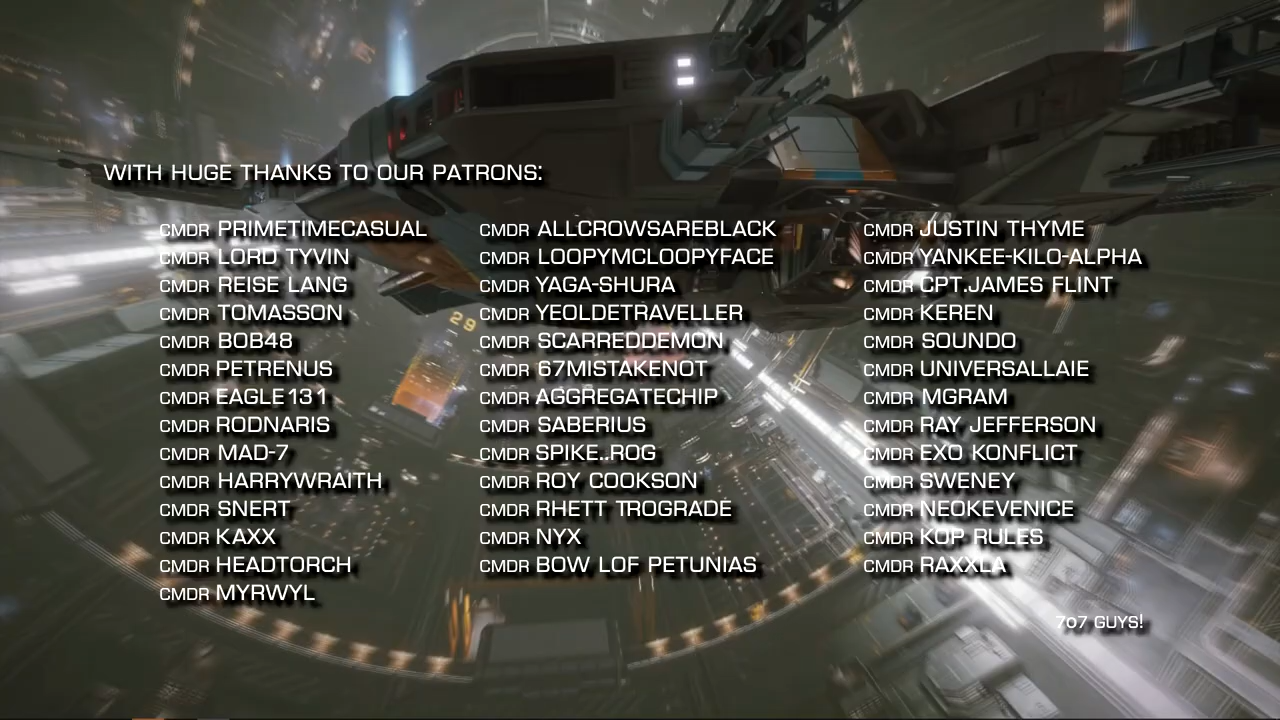 WITH HUGE THANKS TO OUR PATRONS:
CMDR PRIMETIMECASUAL
CMDR LORD TYVIN
CMDR REISE LANG
CMDR TOMASSON
CMDR BOB48
CMDR PETRENUS
CMDR EAGLE131
CMDR RODNARIS
CMDR MAD-7
CMDR HARRYWRAITH
CMDR SNERT
CMDR KAXX
CMDR HEADTORCH
CMDR MYRWYL
CMDR ALLCROWSAREBLACK
CMDR LOOPYMCLOOPYFACE
CMDR YAGA-SHURA
CMDR YEOLDETRAVELLER
CMDR SCARREDDEMON
CMDR 67MISTAKENOT
CMDR AGGREGATECHIP
CMDR SABERIUS
CMDR SPIKE..ROG
CMDR ROY COOKSON
CMDR RHETT TROGRADE
CMDR NYX
CMDR BOW LOF PETUNIAS
CMDR JUSTIN THYME
CMDR YANKEE-KILO-ALPHA
CMDR CPT.JAMES FLINT
CMDR KEREN
CMDR SOUNDO
CMDR UNIVERSALLAIE
CMDR MGRAM
CMDR RAY JEFFERSON
CMDR EXO KONFLICT
CMDR SWENEY
CMDR NEOKEVENICE
CMDR KOP RULES
CMDR RAXXLA
7o7 GUYS!
29